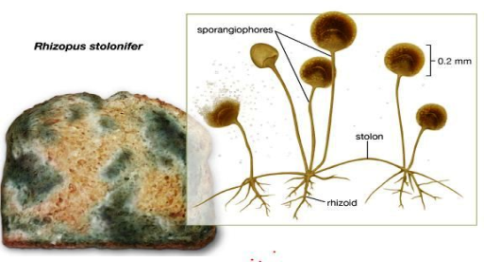 Rhizopus stolonifer
sporangiophores
0.2 mm
stolon
rhizoid